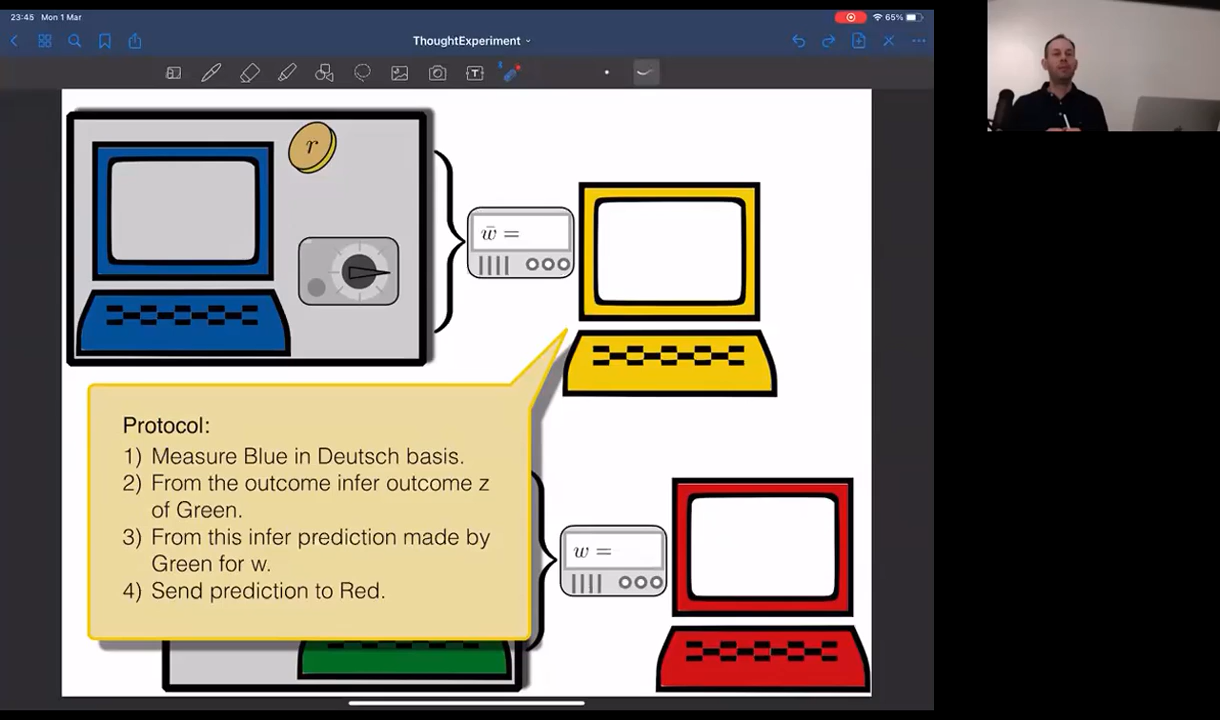 23:45 Mon 1 Mar
65%
ThoughtExperiment
T
r
w̄ =
Protocol:
1) Measure Blue in Deutsch basis.
2) From the outcome infer outcome z
of Green.
3) From this infer prediction made by
Green for w.
4) Send prediction to Red.
w =